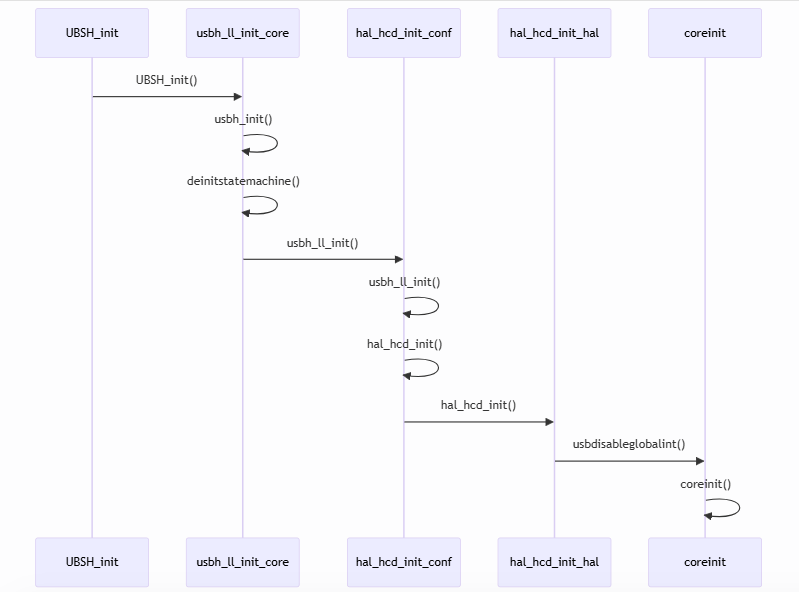 UBSH_init
usbh_ll_init_core
hal_hcd_init_conf
hal_hcd_init_hal
coreinit
UBSH_init()
usbh_init()
deinitstatemachine()
usbh_ll_init()
usbh_ll_init()
hal_hcd_init()
hal_hcd_init()
usbdisableglobalint()
coreinit()
UBSH_init
usbh_ll_init_core
hal_hcd_init_conf
hal_hcd_init_hal
coreinit